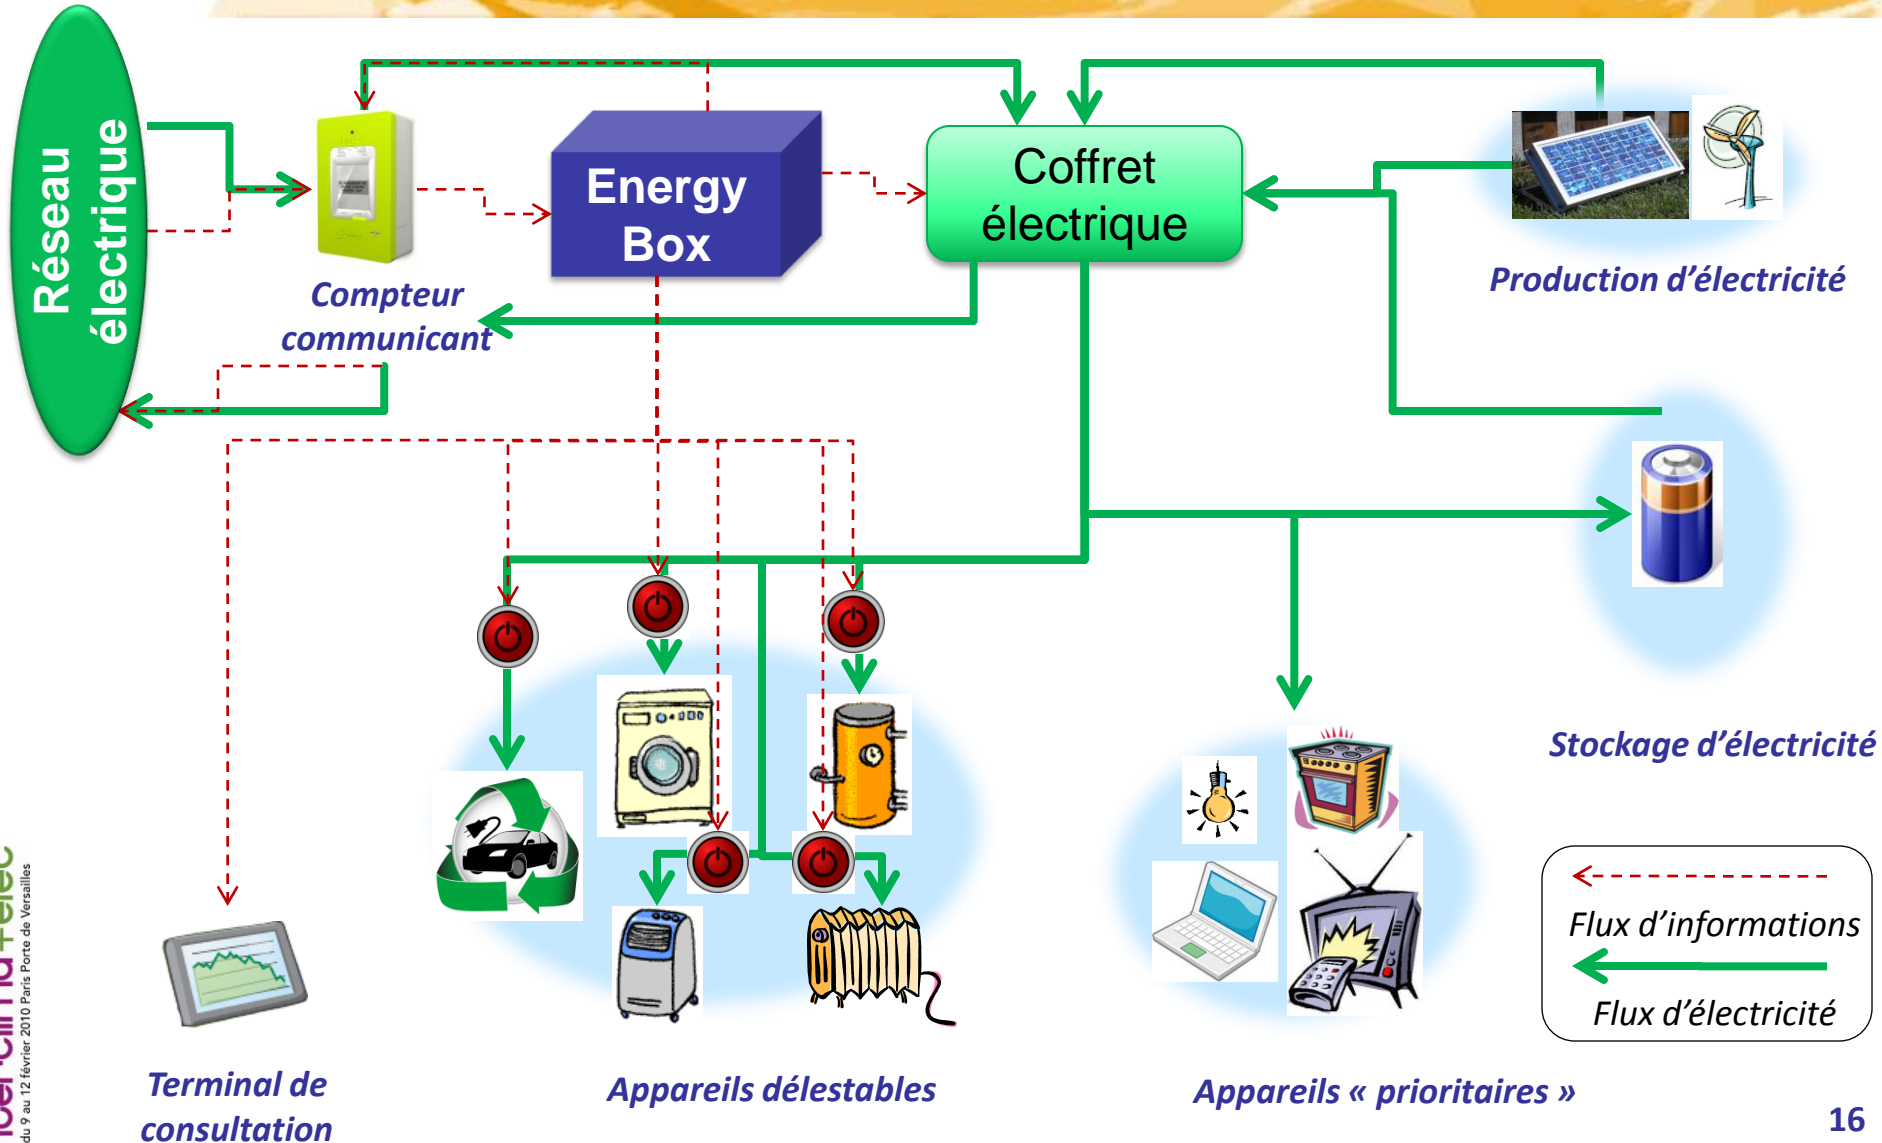 Réseau
électrique
Energy
Box
Coffret
électrique
Compteur
communicant
Production d’électricité
Stockage d’électricité
Flux d’informations
Flux d’électricité
Terminal de
consultation
Appareils délestables
Appareils « prioritaires »
du 9 au 12 février 2010 Paris Porte de Versailles
16